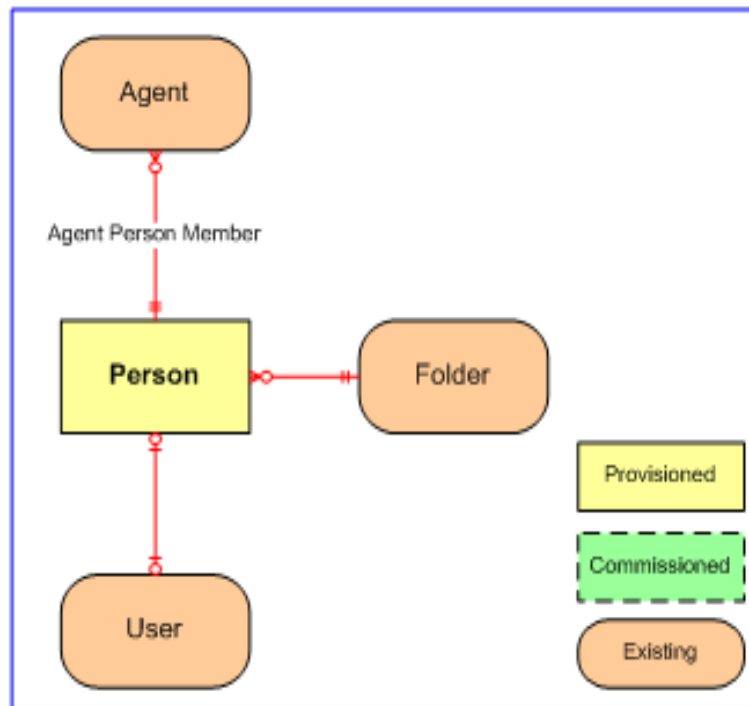 Agent
Agent Person Member
Person
Folder
Provisioned
Commissioned
User
Existing